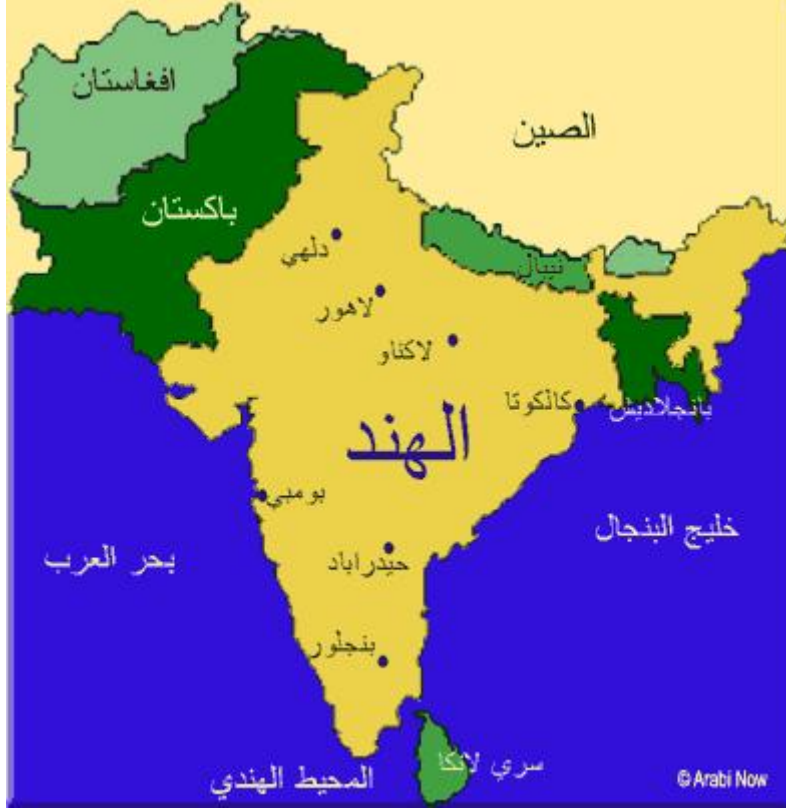 افغاستان
الصين
باكستان
دلهي
نيبال
لاهور
لاكناو
كالكوتا
بانجلاديش
الهند
بومبي
خليج البنجال
بحر العرب
حيدراباد
بنجلور
سري لانكا
المحيط الهندي
© Arabi Now